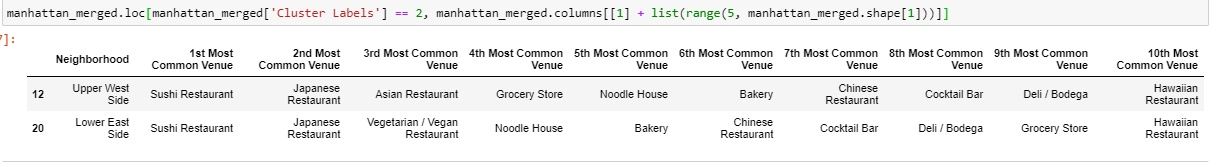 manhattan_merged.loc[manhattan_merged['Cluster Labels'] == 2, manhattan_merged.columns[[1] + list(range(5, manhattan_merged.shape[1]))]]
]:
Neighborhood 1st Most Common Venue 2nd Most Common Venue 3rd Most Common Venue 4th Most Common Venue 5th Most Common Venue 6th Most Common Venue 7th Most Common Venue 8th Most Common Venue 9th Most Common Venue 10th Most Common Venue
12 Upper West Side Sushi Restaurant Japanese Restaurant Asian Restaurant Grocery Store Noodle House Bakery Chinese Restaurant Cocktail Bar Deli / Bodega Hawaiian Restaurant
20 Lower East Side Sushi Restaurant Japanese Restaurant Vegetarian / Vegan Restaurant Noodle House Bakery Chinese Restaurant Cocktail Bar Deli / Bodega Grocery Store Hawaiian Restaurant